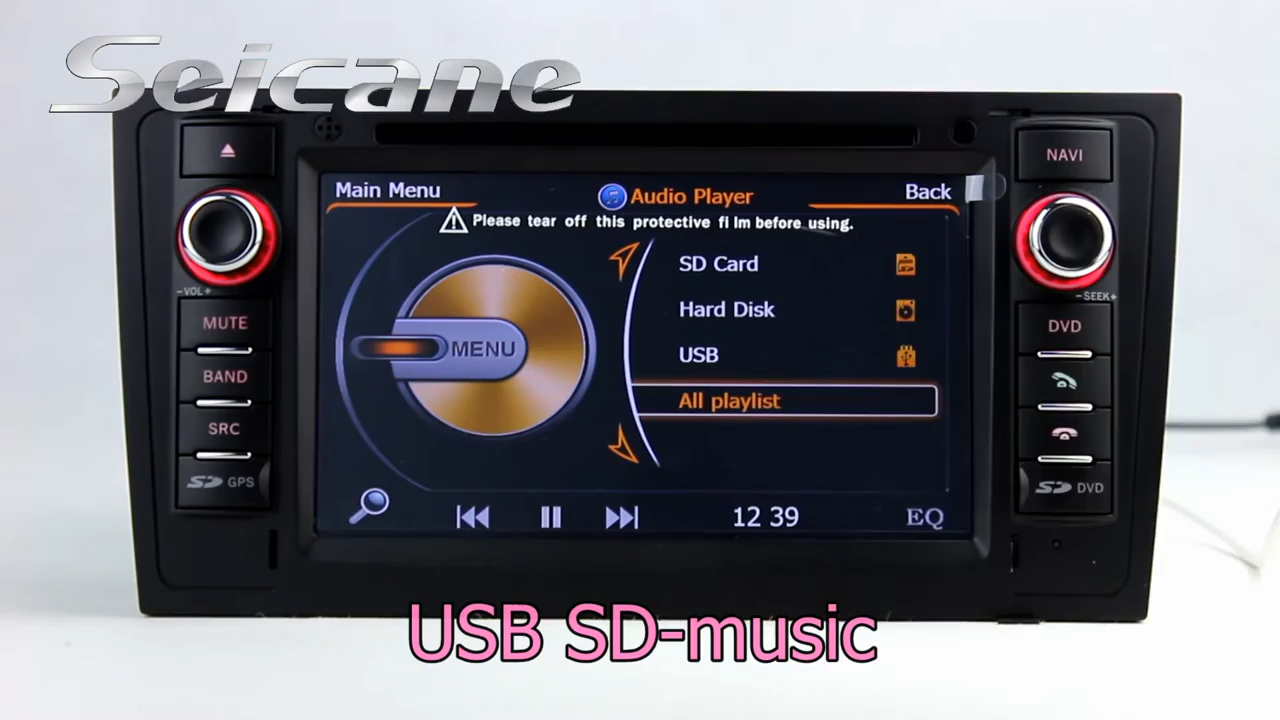 Seicane
NAVI
Main Menu
Audio Player
Back
Please tear off this protective film before using.
-VOL+
-SEEK+
SD Card
Hard Disk
USB
All playlist
MENU
MUTE
BAND
SRC
SD GPS
DVD
SD DVD
12 39
EQ
USB SD-music